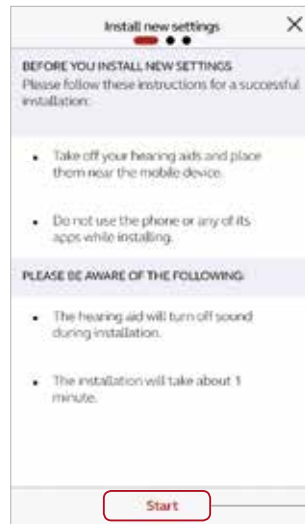 Install new settings
BEFORE YOU INSTALL NEW SETTINGS
Please follow these instructions for a successful
installation:
• Take off your hearing aids and place
them near the mobile device.
• Do not use the phone or any of its
apps while installing.
PLEASE BE AWARE OF THE FOLLOWING:
• The hearing aid will turn off sound
during installation.
• The installation will take about 1
minute.
Start